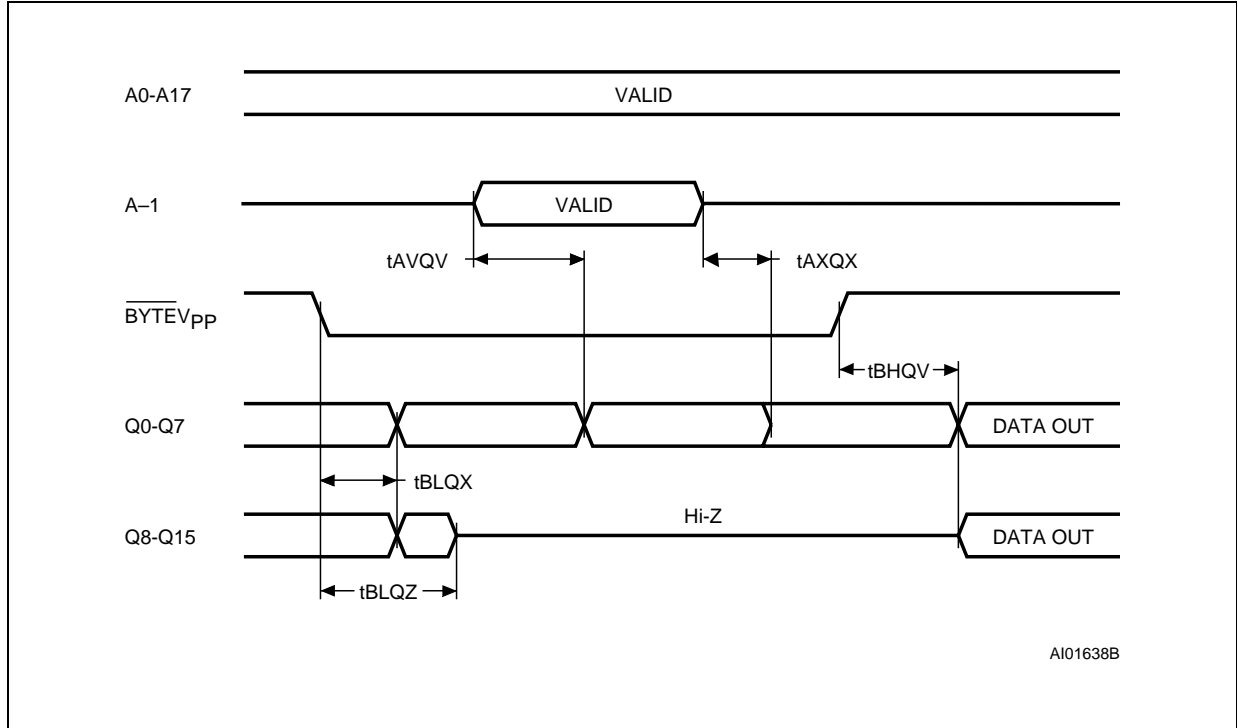 A0-A17 VALID
A–1 VALID
tAVQV tAXQX
BYTEVPP
tBHQV
Q0-Q7 DATA OUT
tBLQX
Hi-Z
Q8-Q15 DATA OUT
tBLQZ
AI01638B